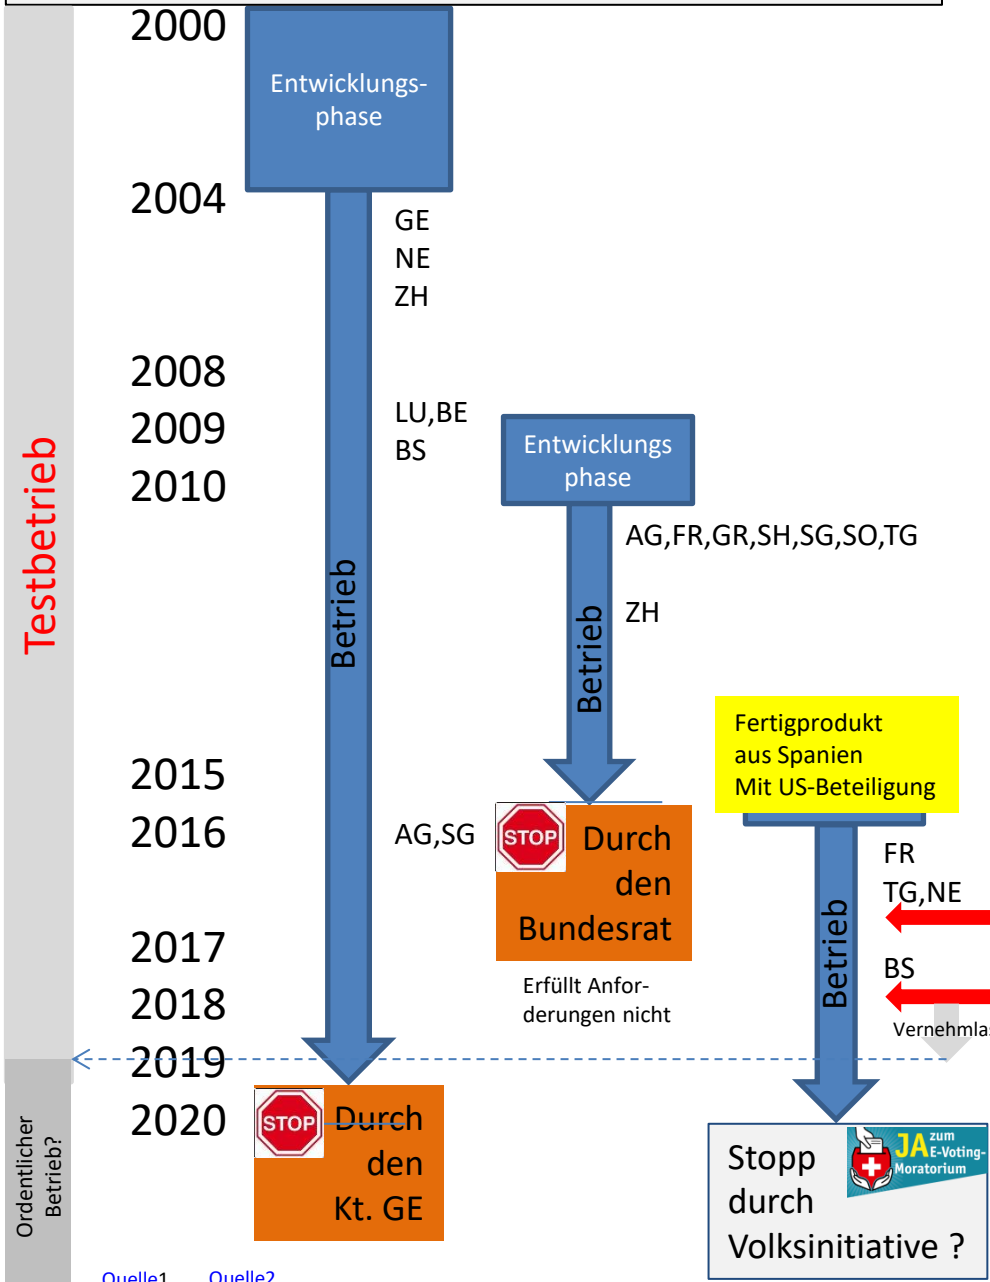 2000
Entwicklungs-
phase
2004
GE
NE
ZH
2008
LU,BE
2009
BS
Entwicklungs
phase
2010
AG,FR,GR,SH,SG,SO,TG
ZH
Testbetrieb
Betrieb
Betrieb
Fertigprodukt
aus Spanien
Mit US-Beteiligung
2015
2016
AG,SG
STOP
Durch
den
Bundesrat
Erfüllt Anfor-
derungen nicht
FR
TG,NE
Betrieb
BS
2017
2018
Vernehmlas
2019
2020
STOP
Durch
den
Kt. GE
Ordentlicher
Betrieb?
Stopp
durch
Volksinitiative ?
JA zum
E-Voting-
Moratorium
Quelle1 Quelle2